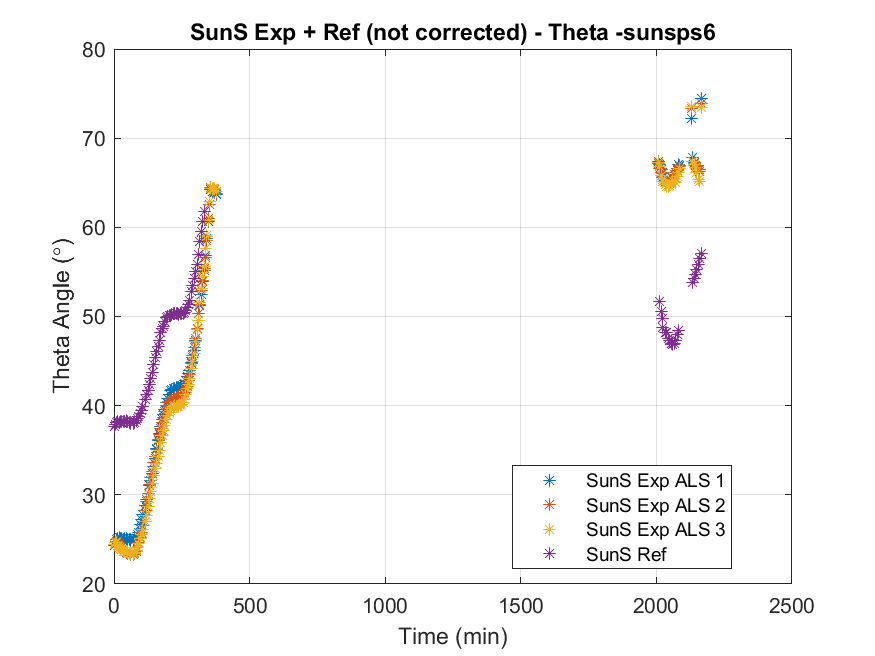 SunS Exp + Ref (not corrected) - Theta -sunsps6
80
70
60
50
40
30
20
Theta Angle (°)
0
500
1000
1500
2000
2500
Time (min)
SunS Exp ALS 1
SunS Exp ALS 2
SunS Exp ALS 3
SunS Ref